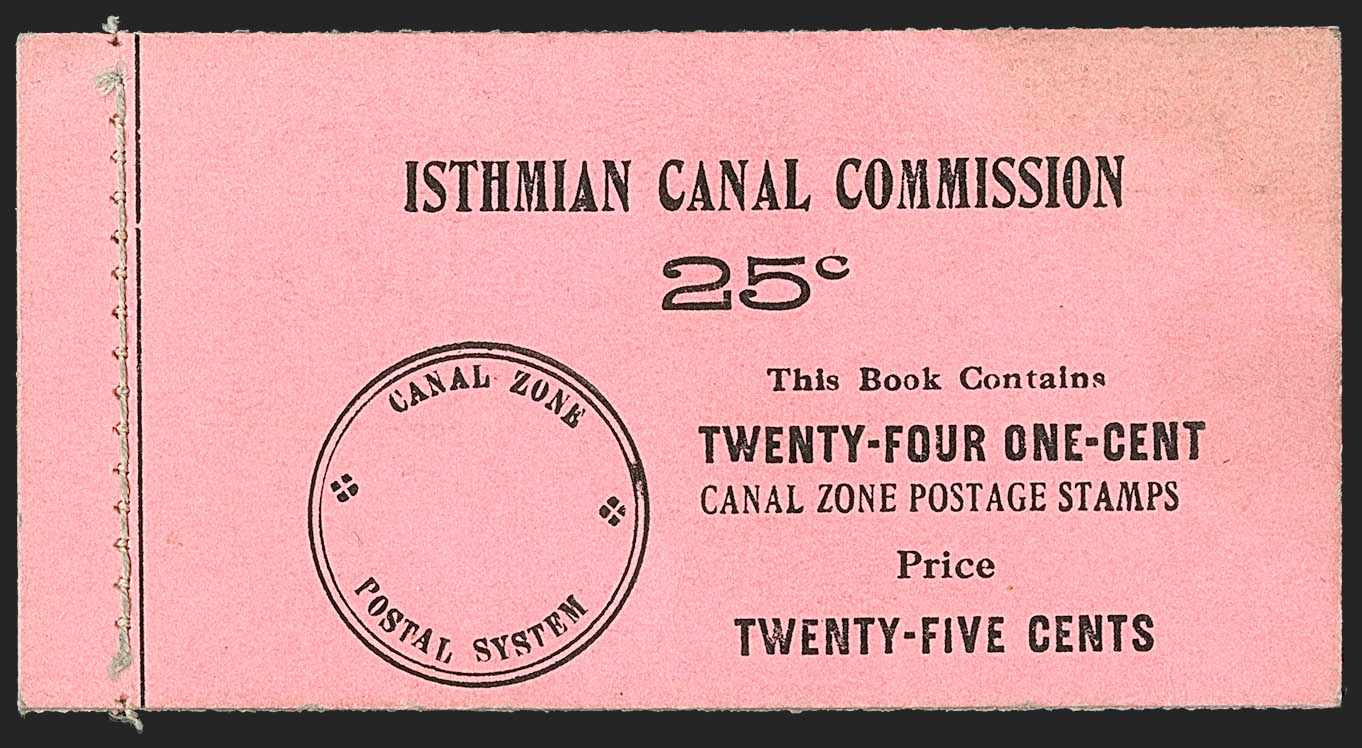 ISTHMIAN CANAL COMMISSION
25c
CANAL ZONE
POSTAL SYSTEM
This Book Contains
TWENTY-FOUR ONE-CENT
CANAL ZONE POSTAGE STAMPS
Price
TWENTY-FIVE CENTS